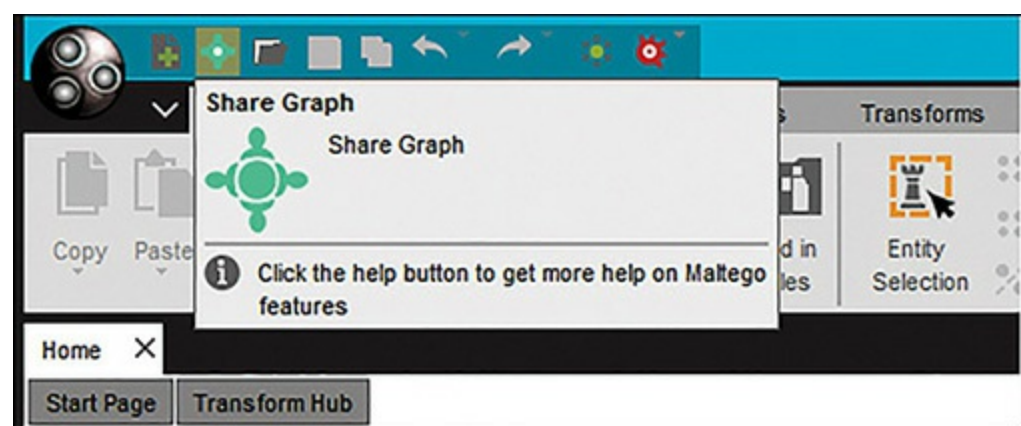 Share Graph
Share Graph
Click the help button to get more help on Maltego
features
s
Transforms
Copy
Paste
d in
les
Entity
Selection
Home
Start Page
Transform Hub